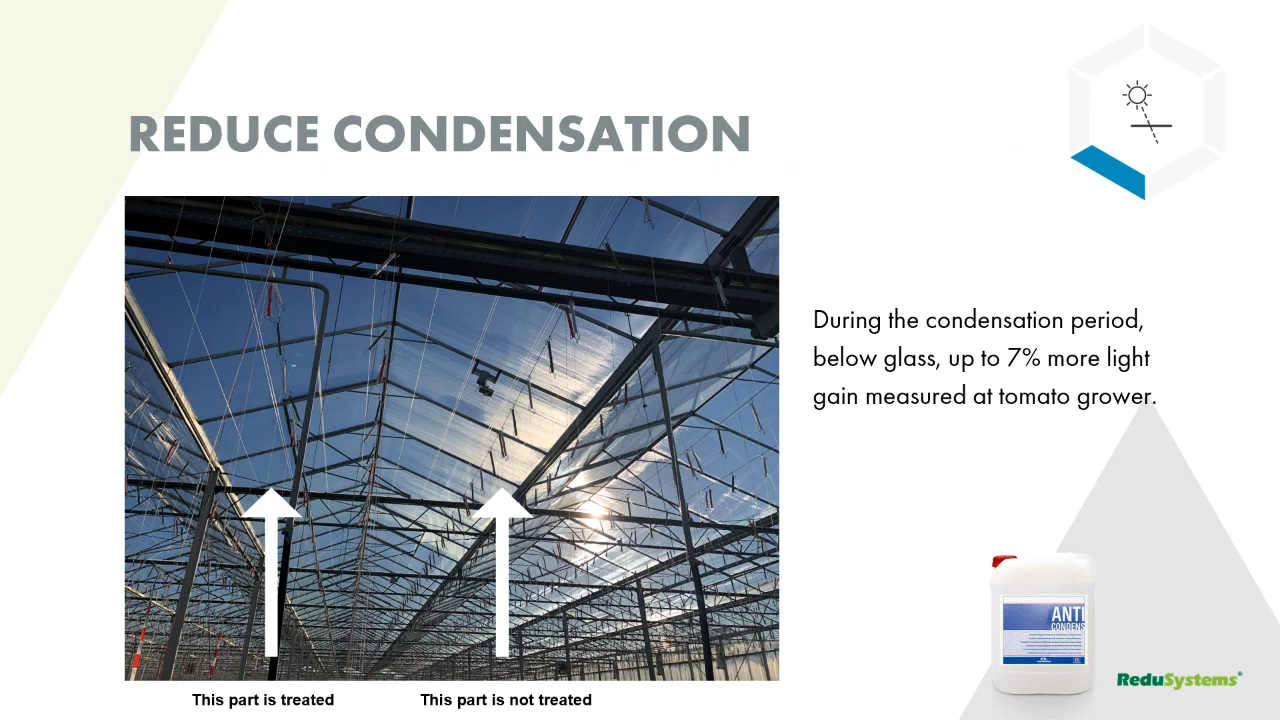 REDUCE CONDENSATION
During the condensation period,
below glass, up to 7% more light
gain measured at tomato grower.
ANTI
CONDENS
ReduSystems®
This part is treated
This part is not treated